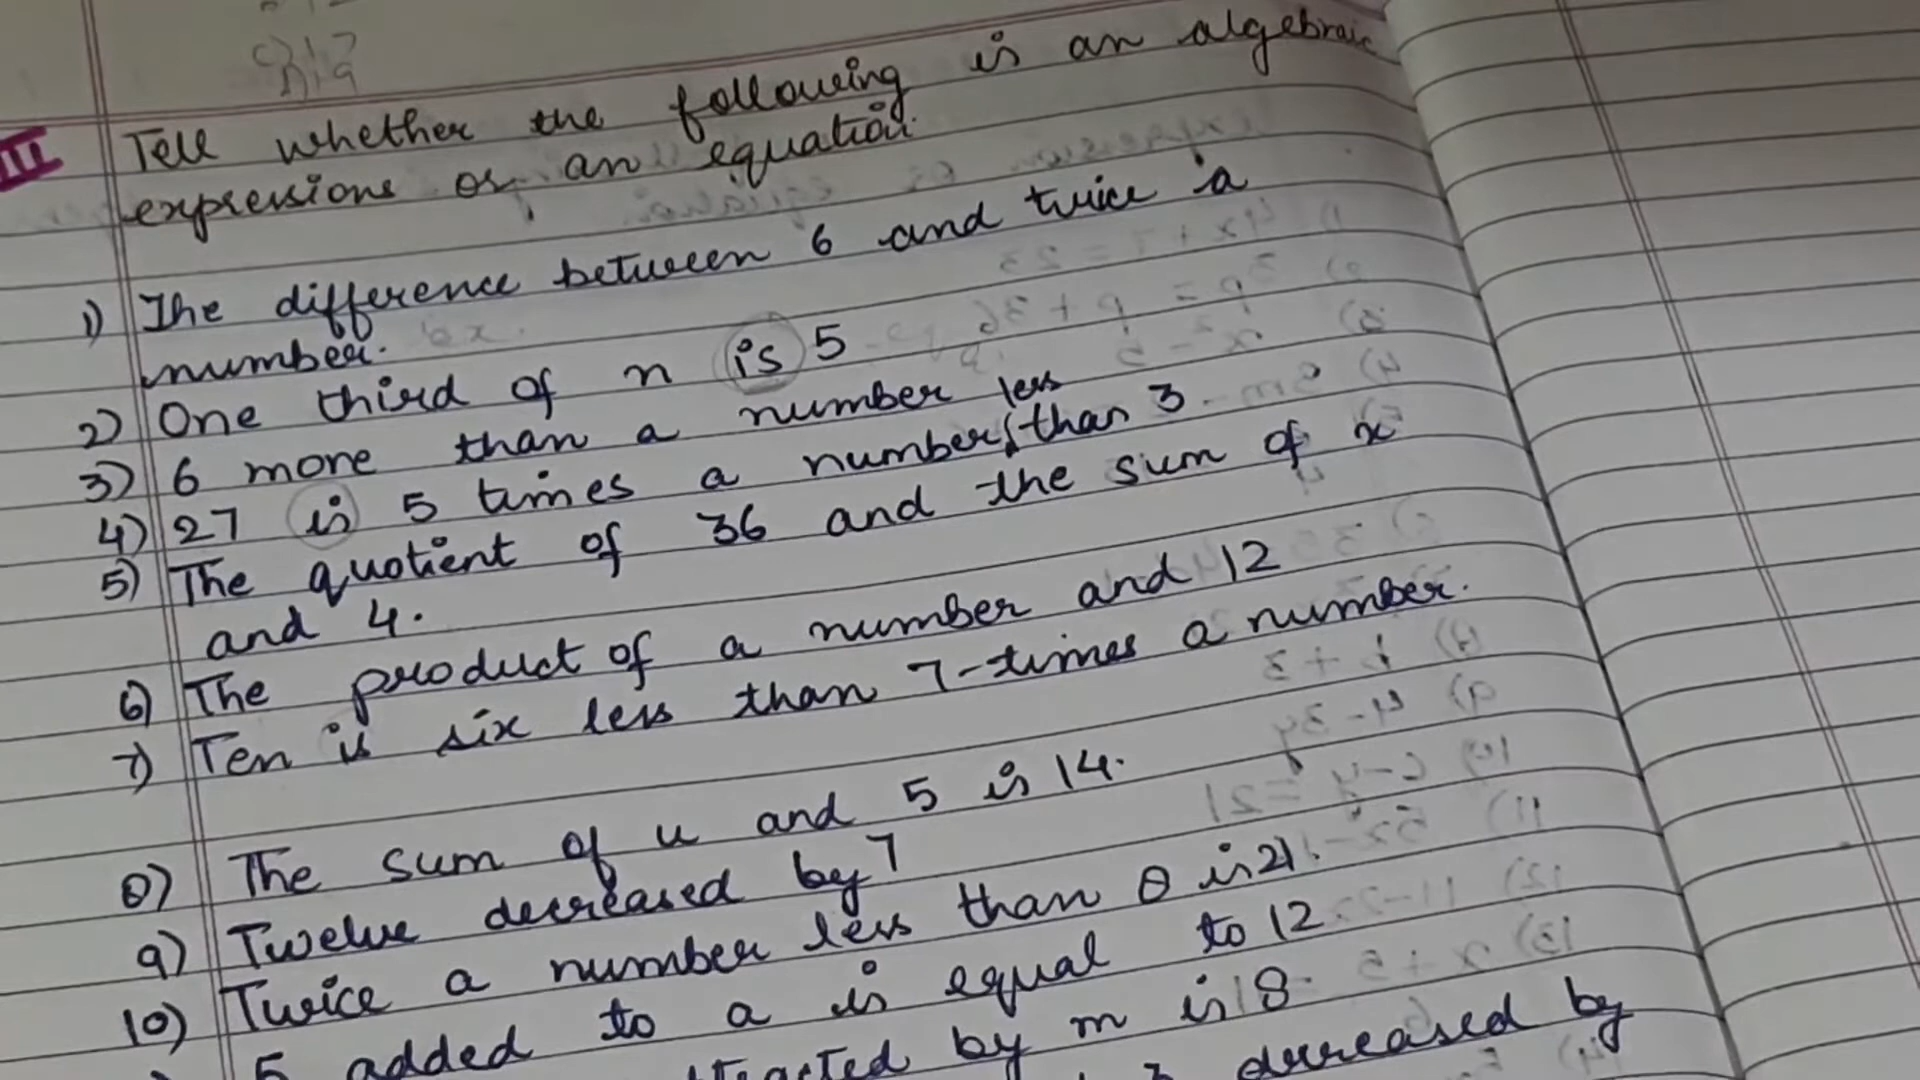 III Tell whether the following is an algebraic
expressions or an equation.
1) The difference between 6 and twice a
number.
2) One third of n is 5
3) 6 more than a number
4) 27 is 5 times a number less than 3
5) The quotient of 36 and the sum of x
and 4.
6) The product of a number and 12
7) Ten is six less than 7-times a number.
8) The sum of u and 5 is 14.
9) Twelve decreased by 7
10) Twice a number less than θ is 21.
5 added to a is equal to 12
by m is 18.
decreased by